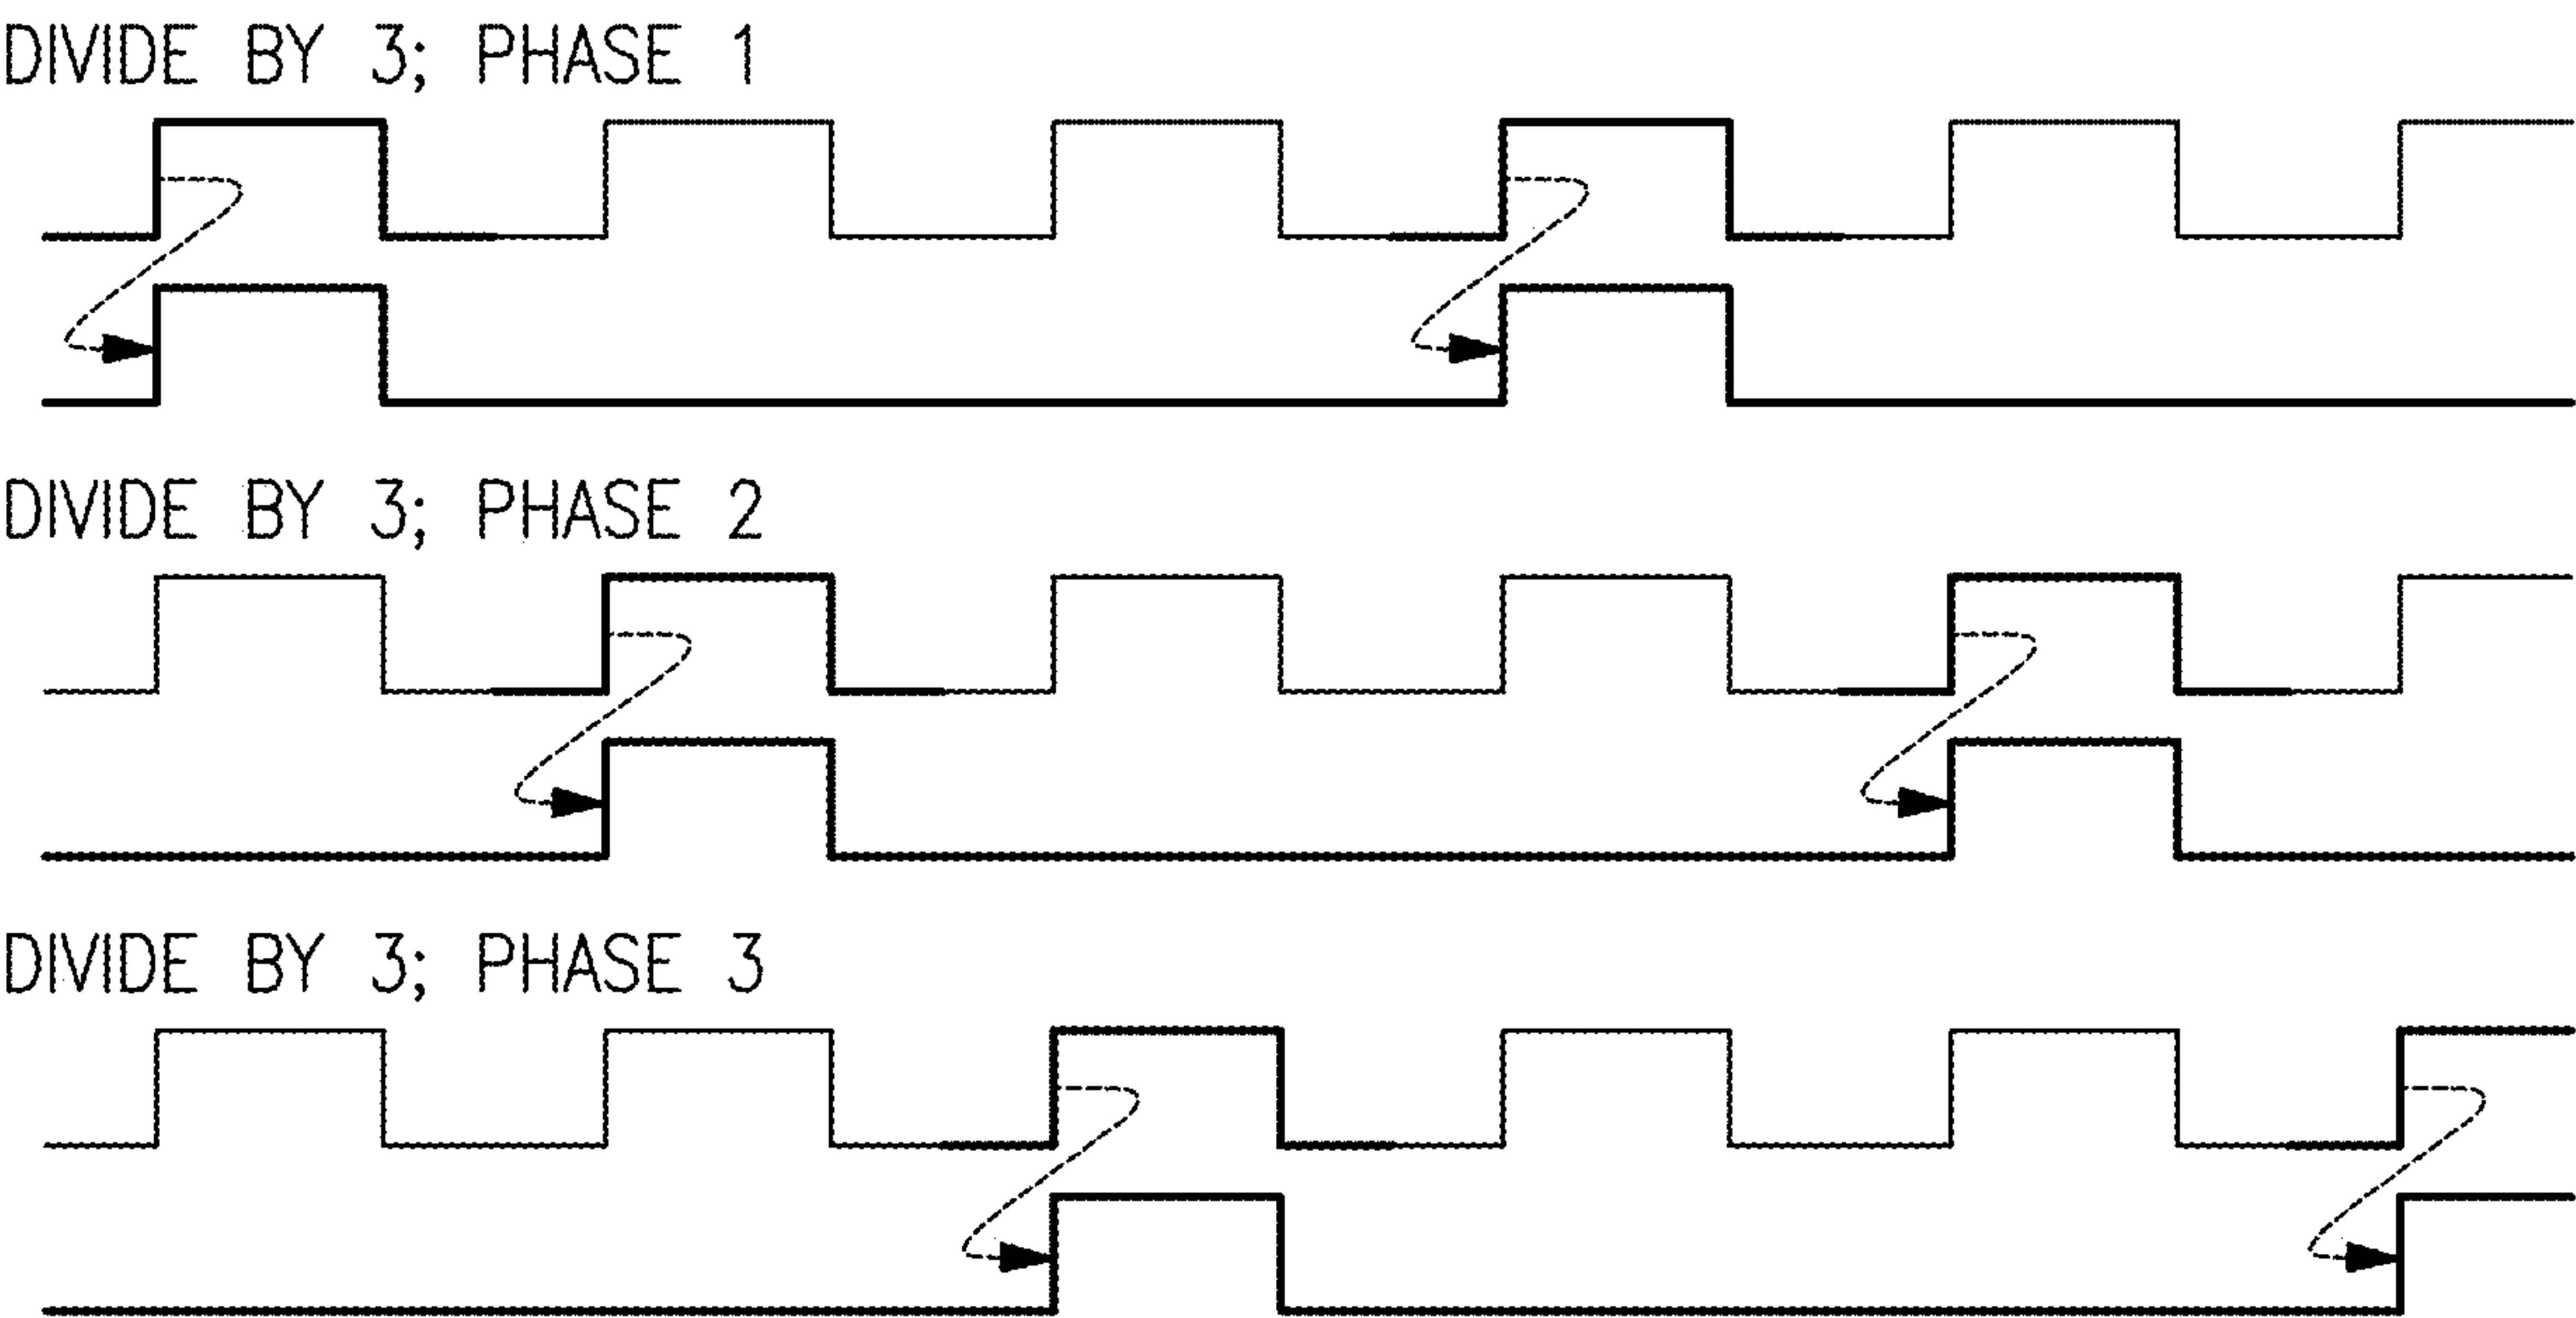 DIVIDE BY 3; PHASE 1
DIVIDE BY 3; PHASE 2
DIVIDE BY 3; PHASE 3